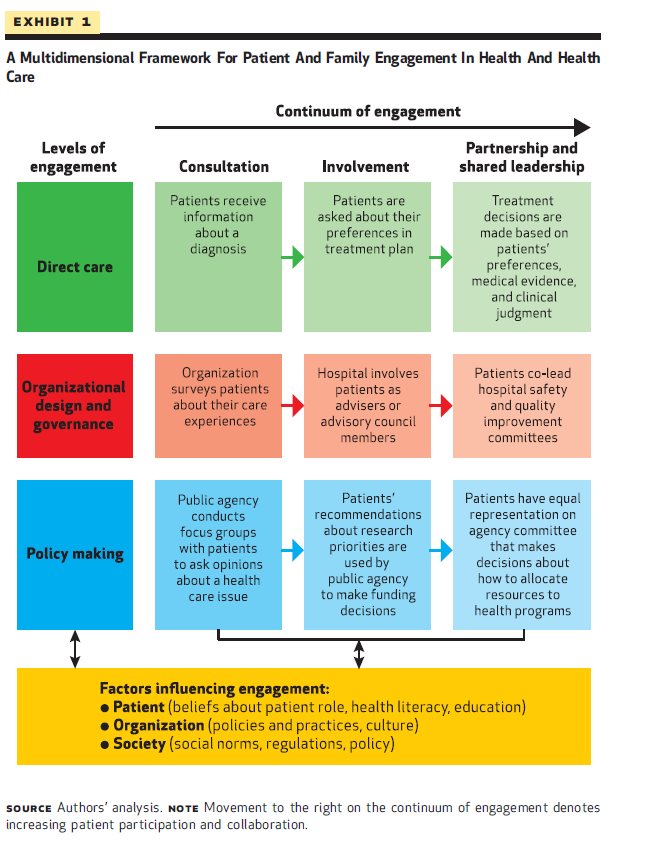 EXHIBIT 1
A Multidimensional Framework For Patient And Family Engagement In Health And Health
Care
Continuum of engagement
Levels of
engagement
Consultation
Involvement
Partnership and
shared leadership
Direct care
Patients receive
information
about a
diagnosis
Patients are
asked about their
preferences in
treatment plan
Treatment
decisions are
made based on
patients’
preferences,
medical evidence,
and clinical
judgment
Organizational
design and
governance
Organization
surveys patients
about their care
experiences
Hospital involves
patients as
advisers or
advisory council
members
Patients co-lead
hospital safety
and quality
improvement
committees
Policy making
Public agency
conducts
focus groups
with patients
to ask opinions
about a health
care issue
Patients’
recommendations
about research
priorities are
used by
public agency
to make funding
decisions
Patients have equal
representation on
agency committee
that makes
decisions about
how to allocate
resources to
health programs
Factors influencing engagement:
● Patient (beliefs about patient role, health literacy, education)
● Organization (policies and practices, culture)
● Society (social norms, regulations, policy)
SOURCE Authors’ analysis. NOTE Movement to the right on the continuum of engagement denotes
increasing patient participation and collaboration.